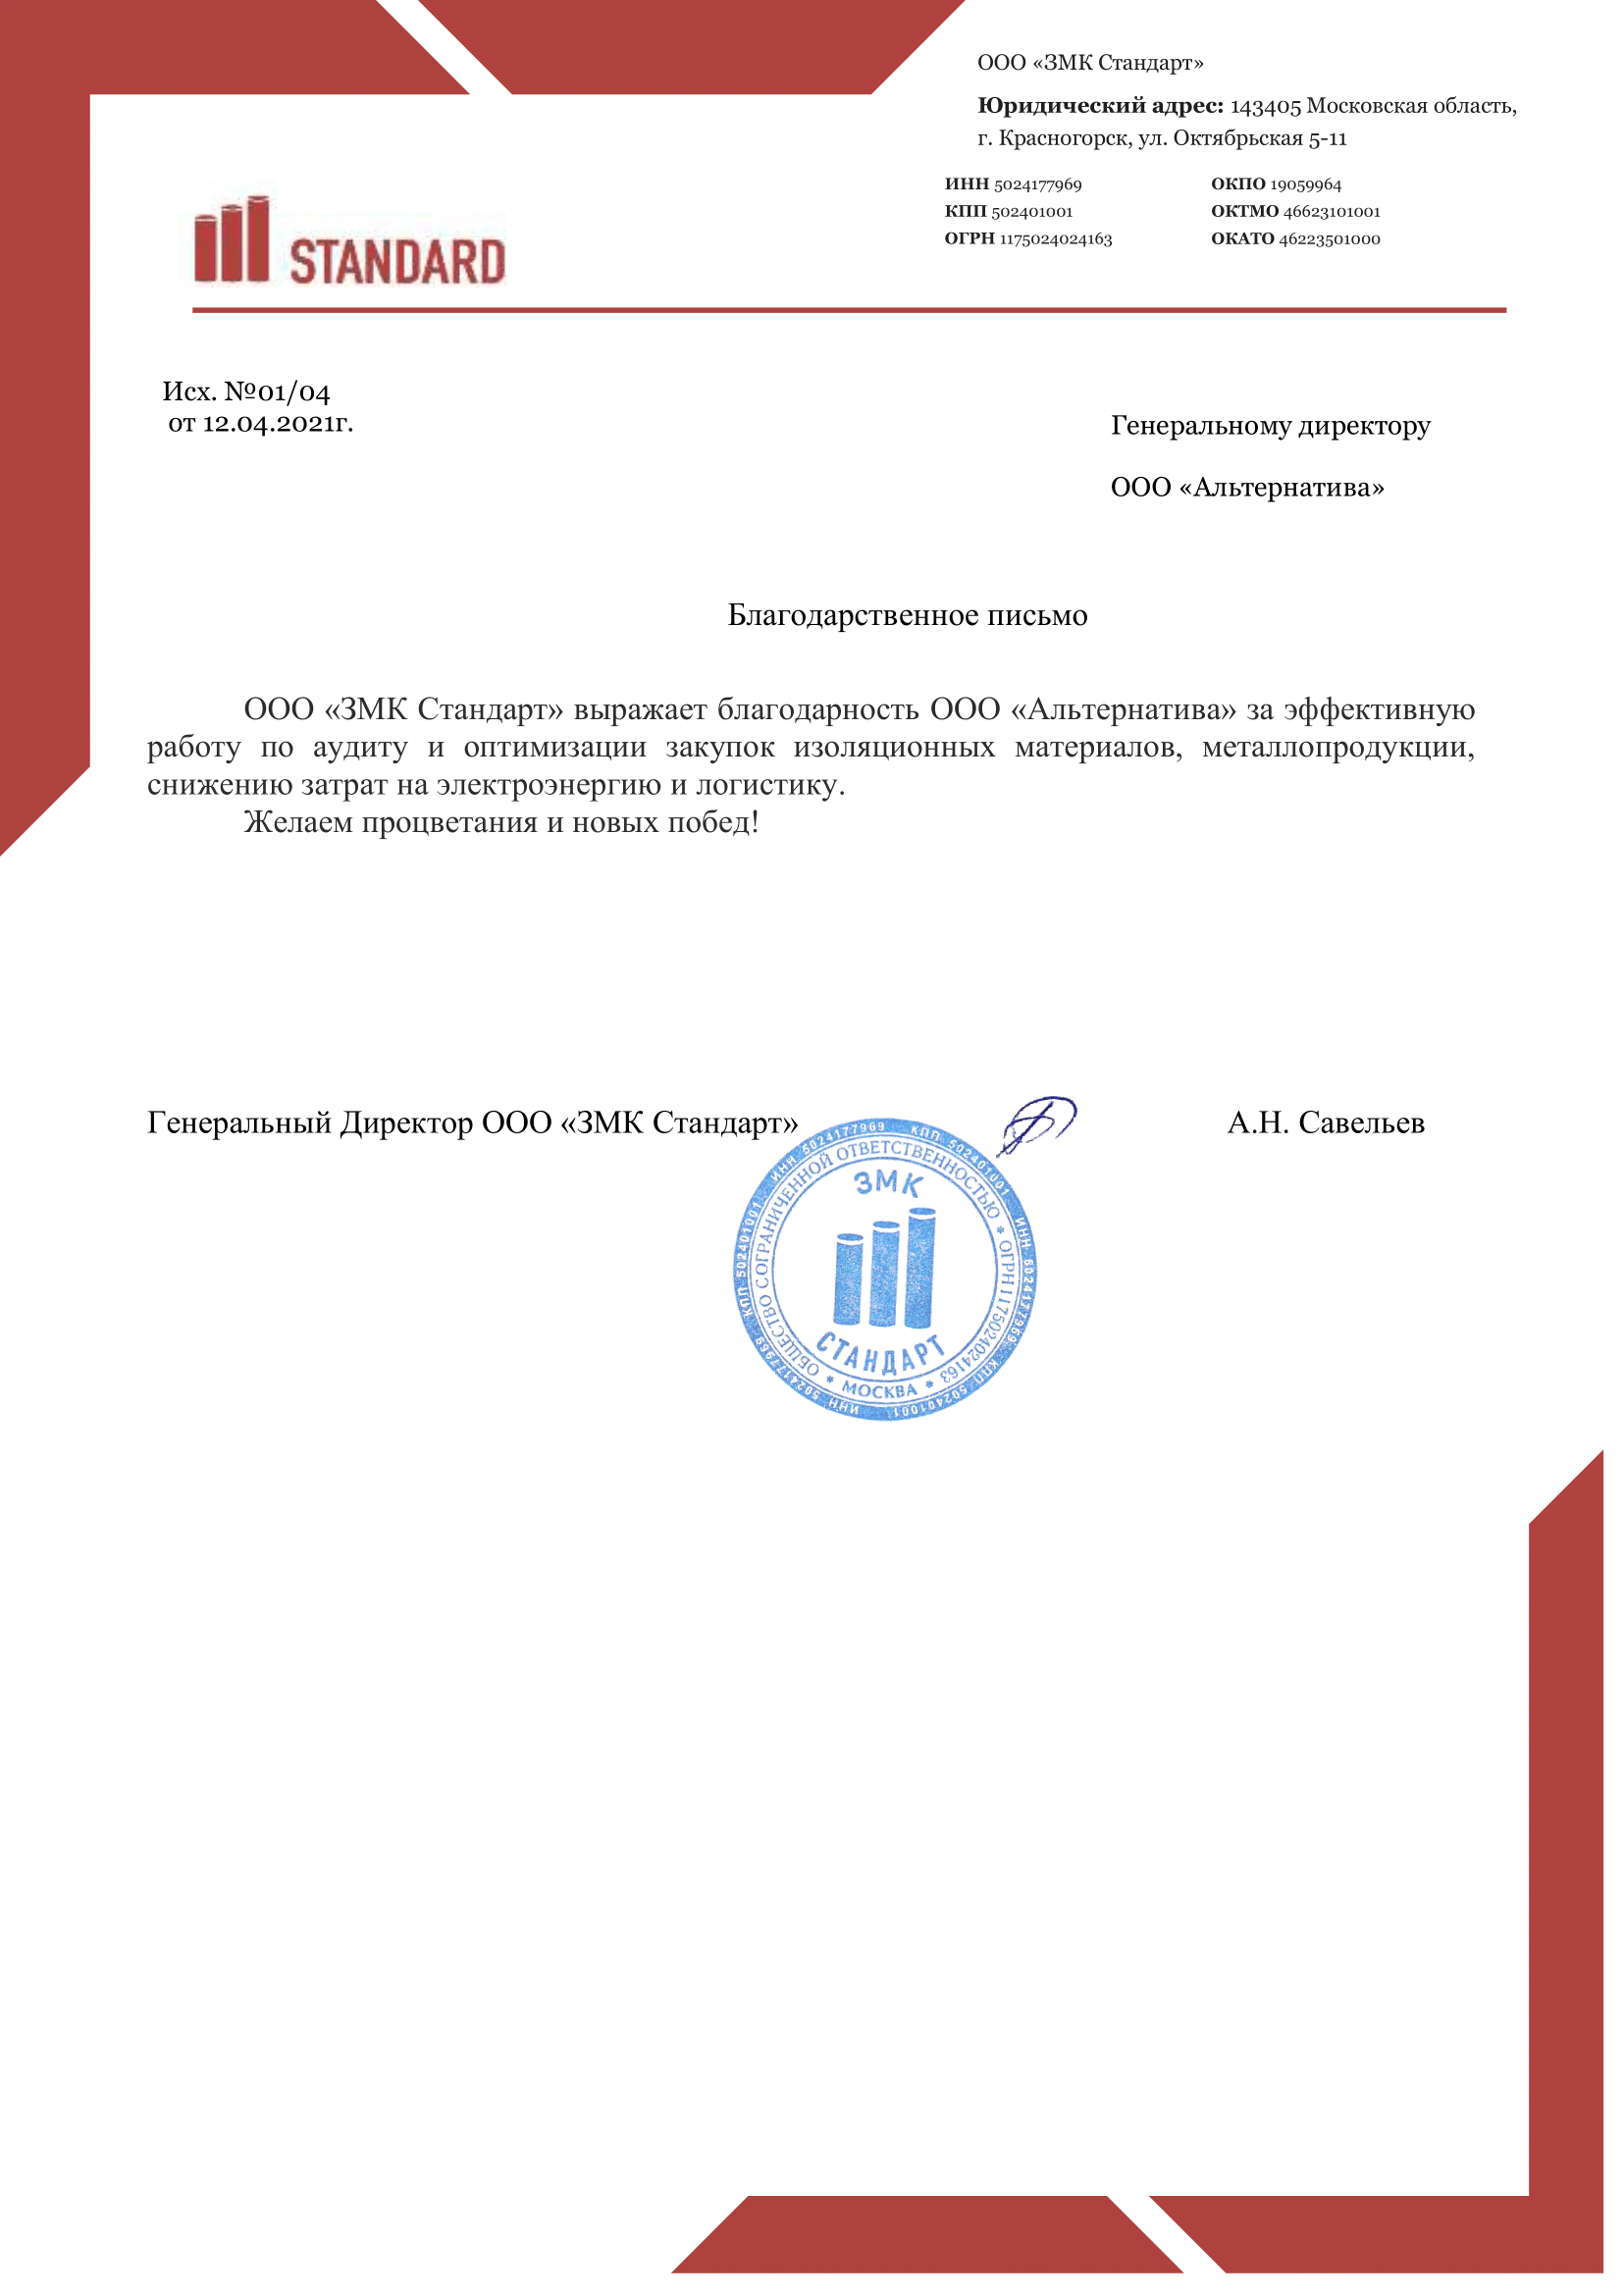 ООО «ЗМК Стандарт»
Юридический адрес: 143405 Московская область,
г. Красногорск, ул. Октябрьская 5-11
ИНН 5024177969 ОКПО 19059964
КПП 502401001 ОКТМО 46623101001
ОГРН 1175024024163 ОКАТО 46223501000
STANDARD
Исх. №01/04
от 12.04.2021г.
Генеральному директору
ООО «Альтернатива»
Благодарственное письмо
ООО «ЗМК Стандарт» выражает благодарность ООО «Альтернатива» за эффективную
работу по аудиту и оптимизации закупок изоляционных материалов, металлопродукции,
снижению затрат на электроэнергию и логистику.
Желаем процветания и новых побед!
Генеральный Директор ООО «ЗМК Стандарт» А.Н. Савельев
ИНН 5024177969 КПП 502401001 ИНН 5024177969 КПП 502401001 ИНН 5024177969 КПП 502401001
ОБЩЕСТВО С ОГРАНИЧЕННОЙ ОТВЕТСТВЕННОСТЬЮ * ОГРН 1175024024163 * МОСКВА *
ЗМК
СТАНДАРТ